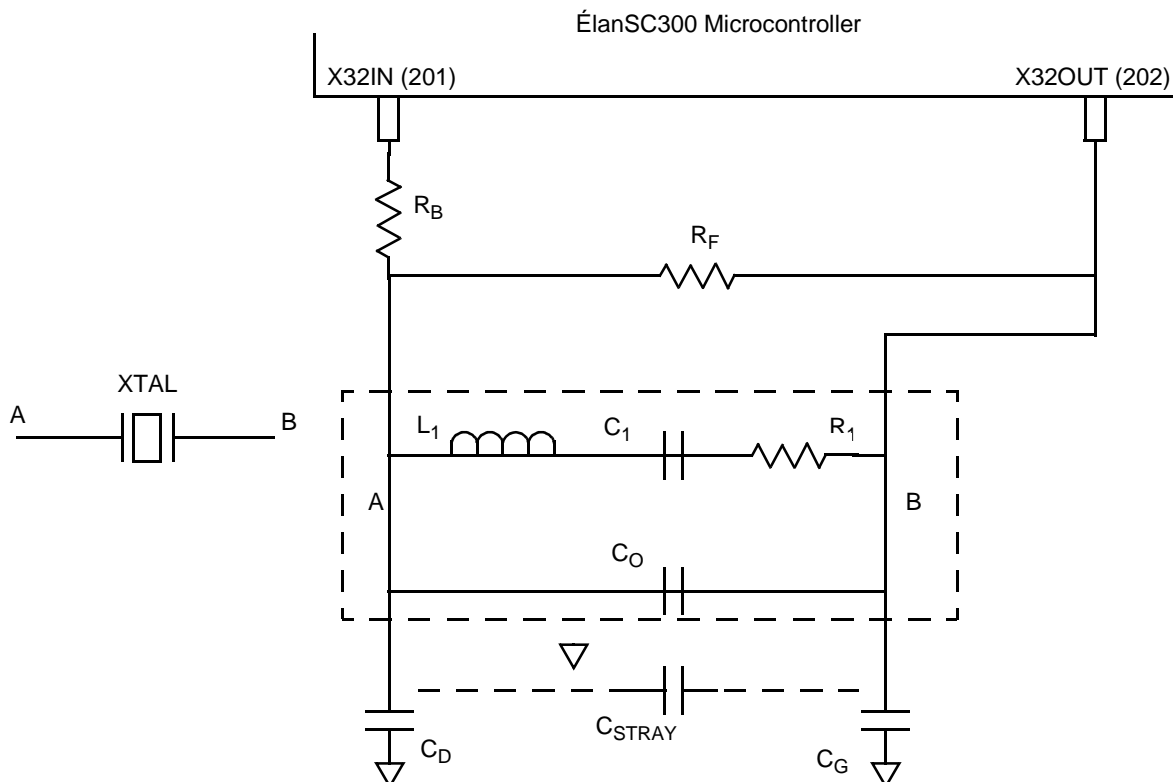 ÉlanSC300 Microcontroller
X32IN (201)
X32OUT (202)
RB
RF
XTAL
A
B
L1
C1
R1
A
B
CO
CSTRAY
CD
CG